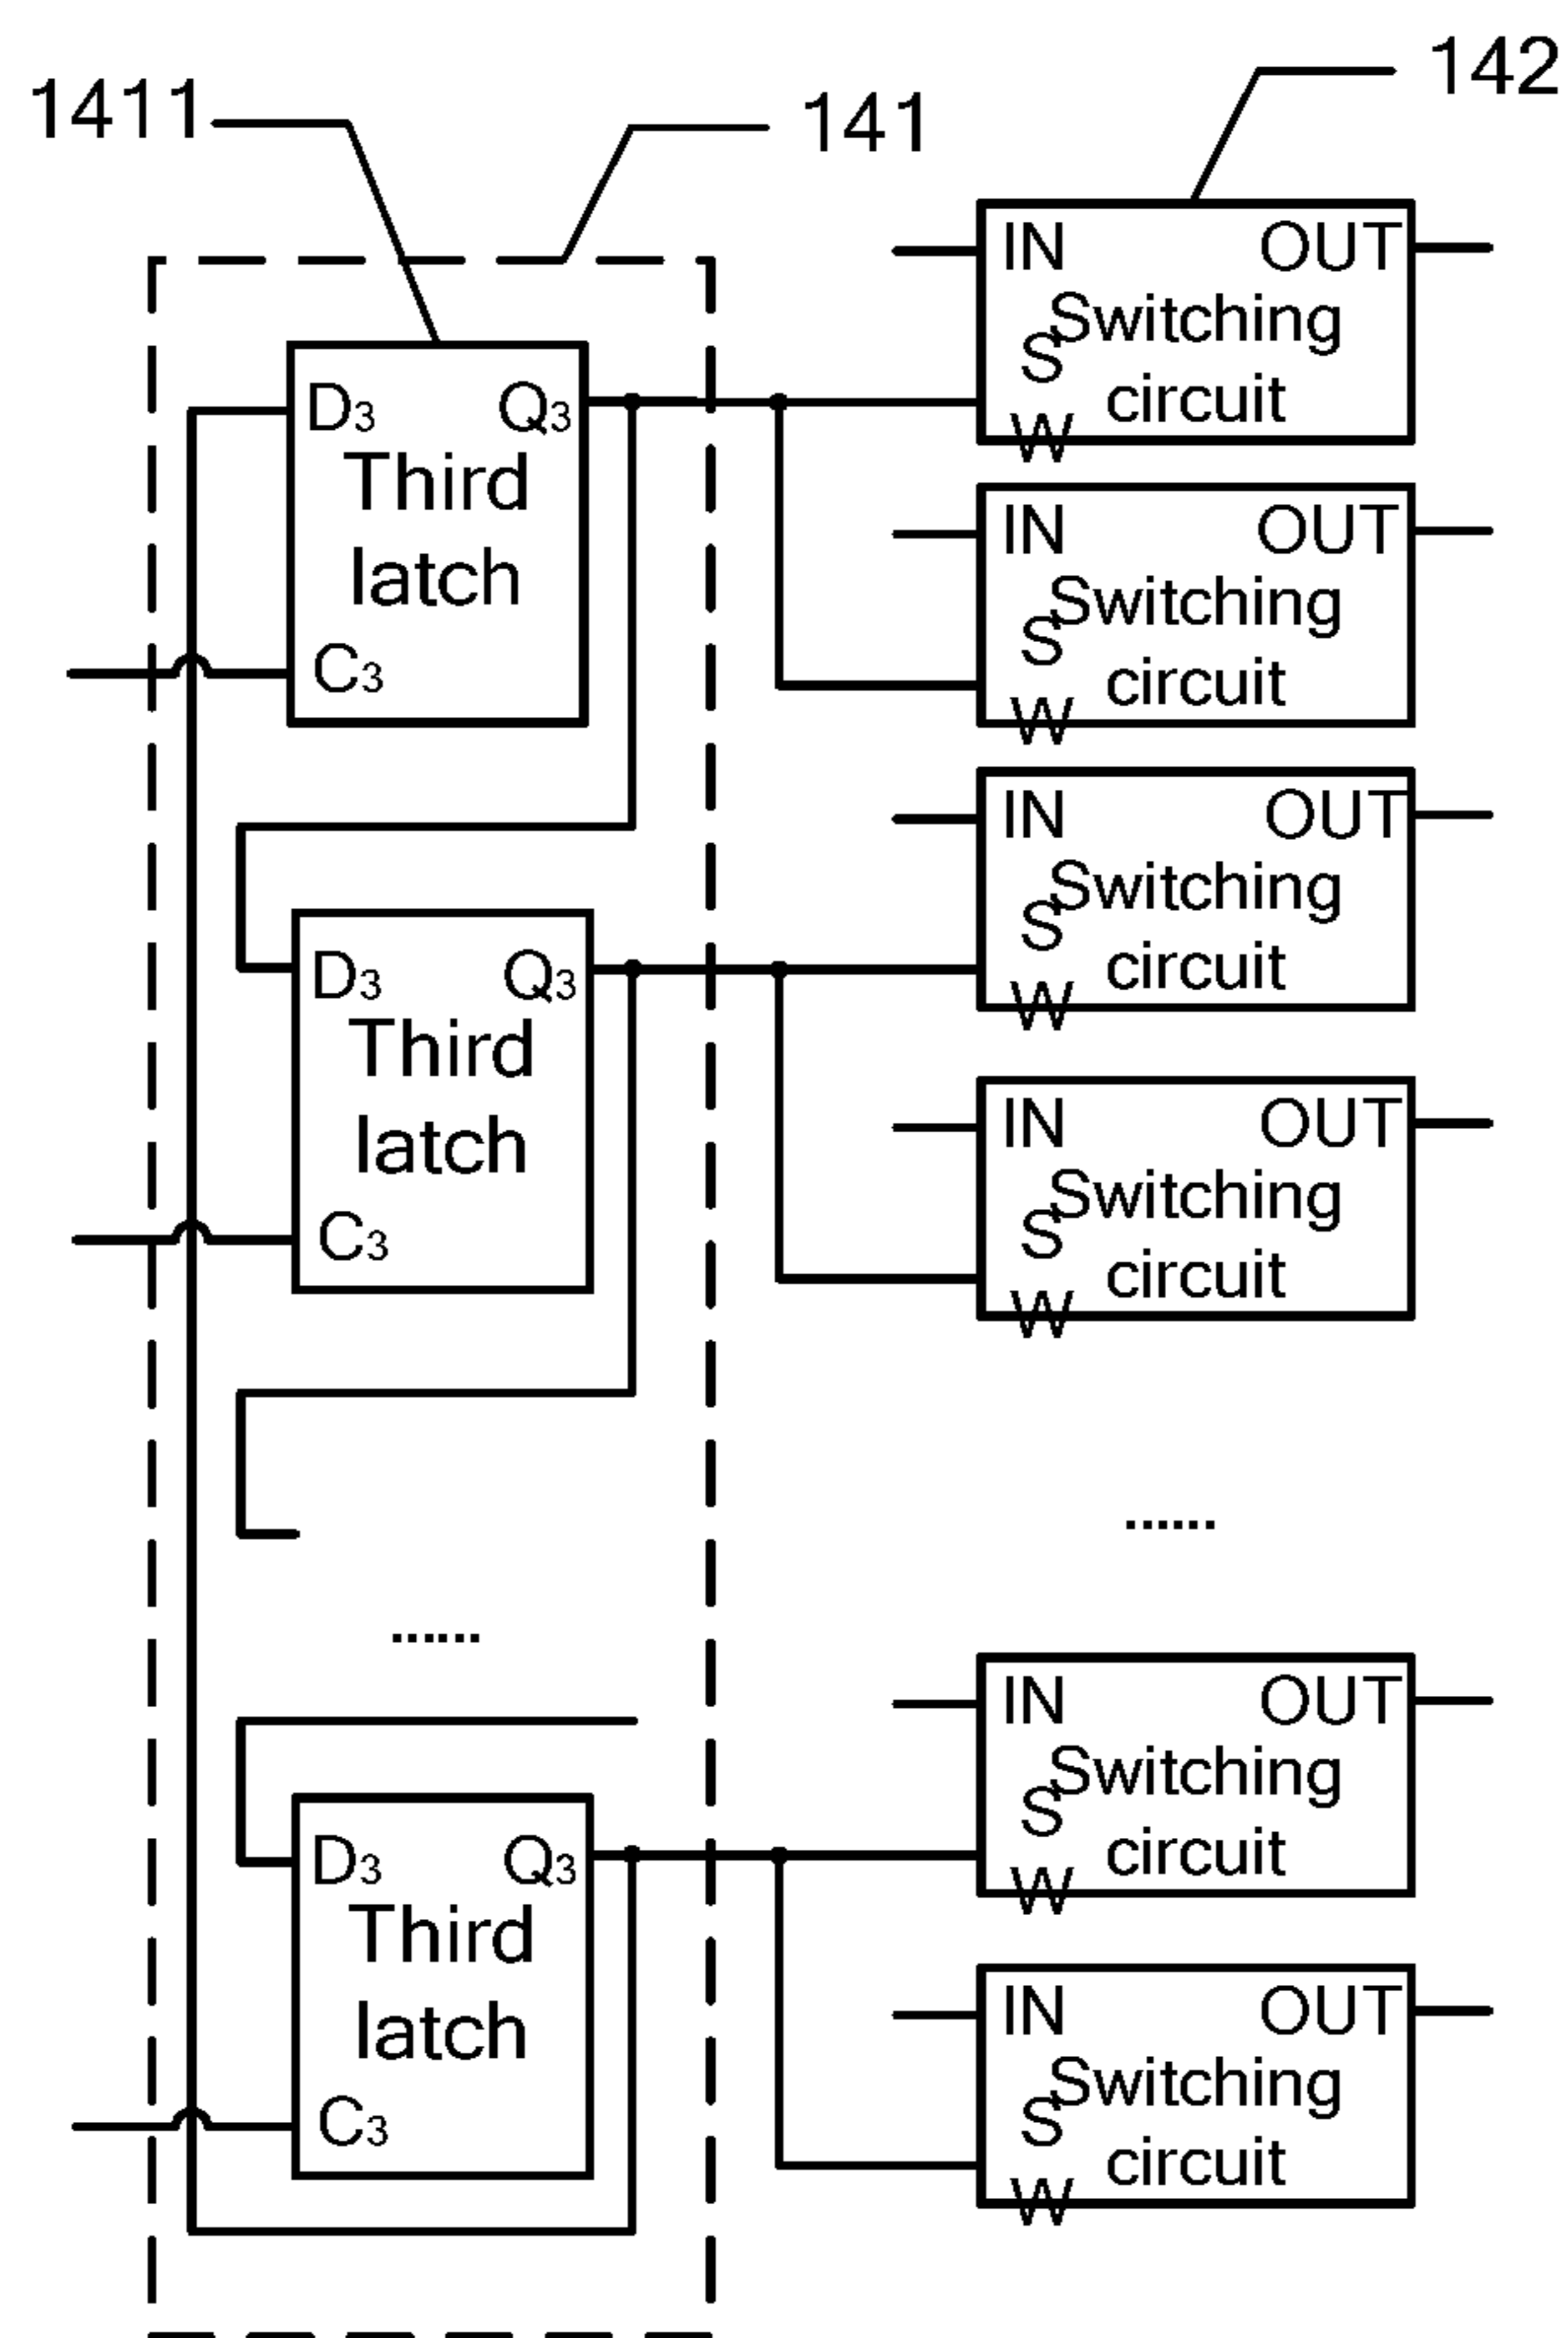 1411
141
142
D3 Q3
Third
latch
C3
IN OUT
Switching
circuit
SW
IN OUT
Switching
circuit
SW
D3 Q3
Third
latch
C3
IN OUT
Switching
circuit
SW
IN OUT
Switching
circuit
SW
......
......
D3 Q3
Third
latch
C3
IN OUT
Switching
circuit
SW
IN OUT
Switching
circuit
SW